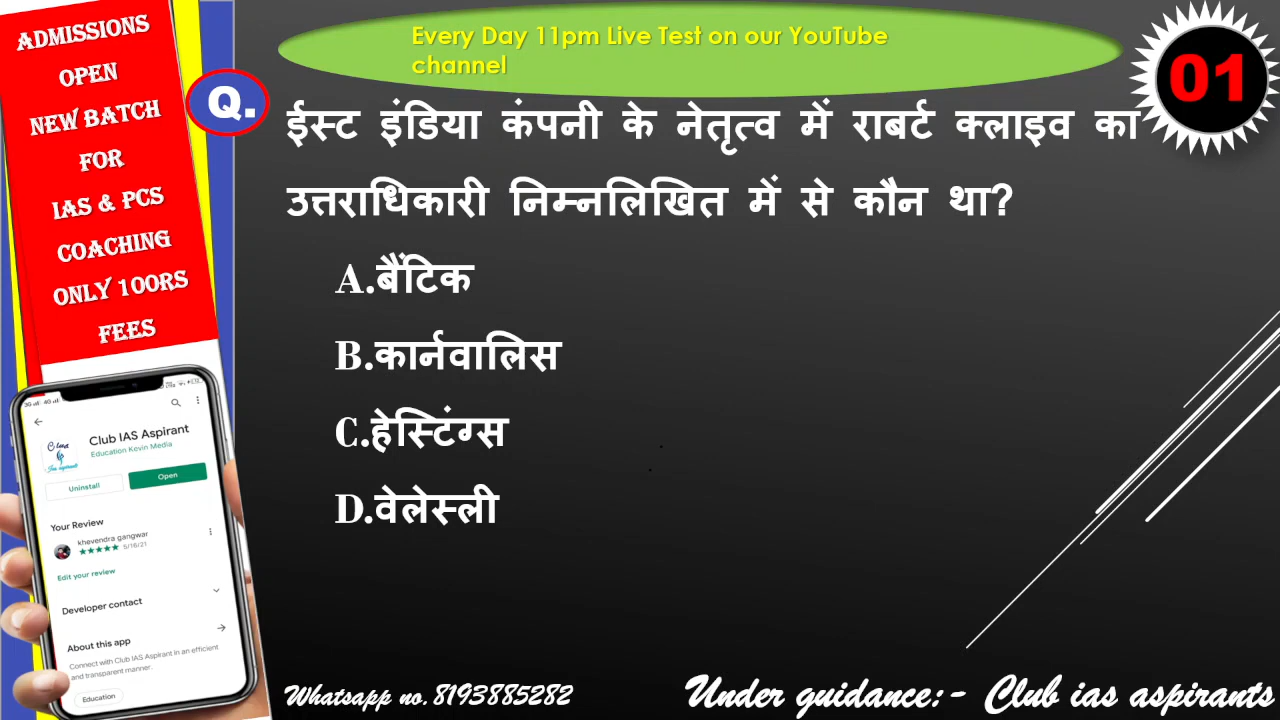 ADMISSIONS
OPEN
NEW BATCH
FOR
IAS & PCS
COACHING
ONLY 100RS
FEES
Every Day 11pm Live Test on our YouTube
channel
01
Q.
ईस्ट इंडिया कंपनी के नेतृत्व में राबर्ट क्लाइव का
उत्तराधिकारी निम्नलिखित में से कौन था?
A.बैंटिक
B.कार्नवालिस
C.हेस्टिंग्स
D.वेलेस्ली
Club IAS Aspirant
Education Kevin Media
Uninstall
Open
Your Review
khevendra gangwar
5/16/21
Edit your review
Developer contact
About this app
Connect with Club IAS Aspirant in an efficient
and transparent manner.
Education
Whatsapp no. 8193885282
Under guidance:- Club ias aspirants